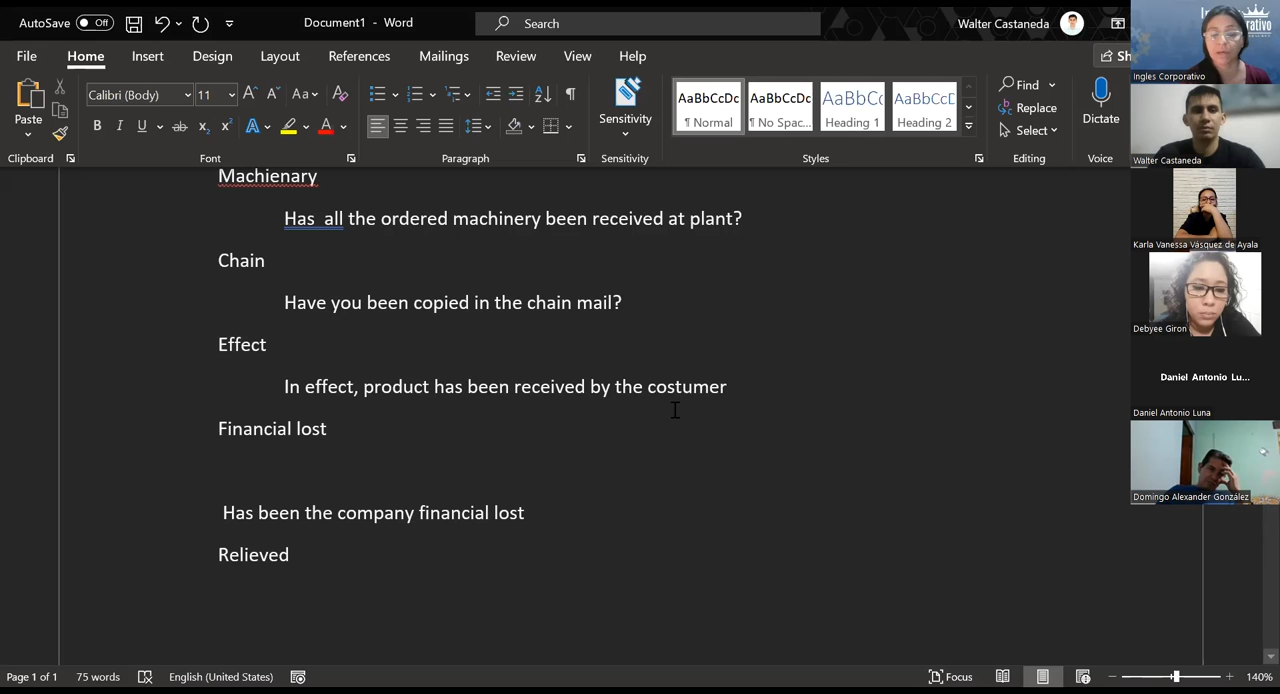 AutoSave Off Document1 - Word Search Walter Castaneda
File Home Insert Design Layout References Mailings Review View Help Sh
Paste
Calibri (Body) 11 Aa
Find
Replace
Select
Sensitivity
AaBbCcDc AaBbCcDc AaBbCc AaBbCcD
¶ Normal ¶ No Spac... Heading 1 Heading 2
Dictate
Clipboard Font Paragraph Sensitivity Styles Editing Voice
Machienary
Has all the ordered machinery been received at plant?
Chain
Have you been copied in the chain mail?
Effect
In effect, product has been received by the costumer
Financial lost
Has been the company financial lost
Relieved
Ingles Corporativo
Walter Castaneda
Karla Vanessa Vásquez de Ayala
Debyee Giron
Daniel Antonio Lu...
Daniel Antonio Luna
Domingo Alexander González
Page 1 of 1 75 words English (United States) Focus 140%